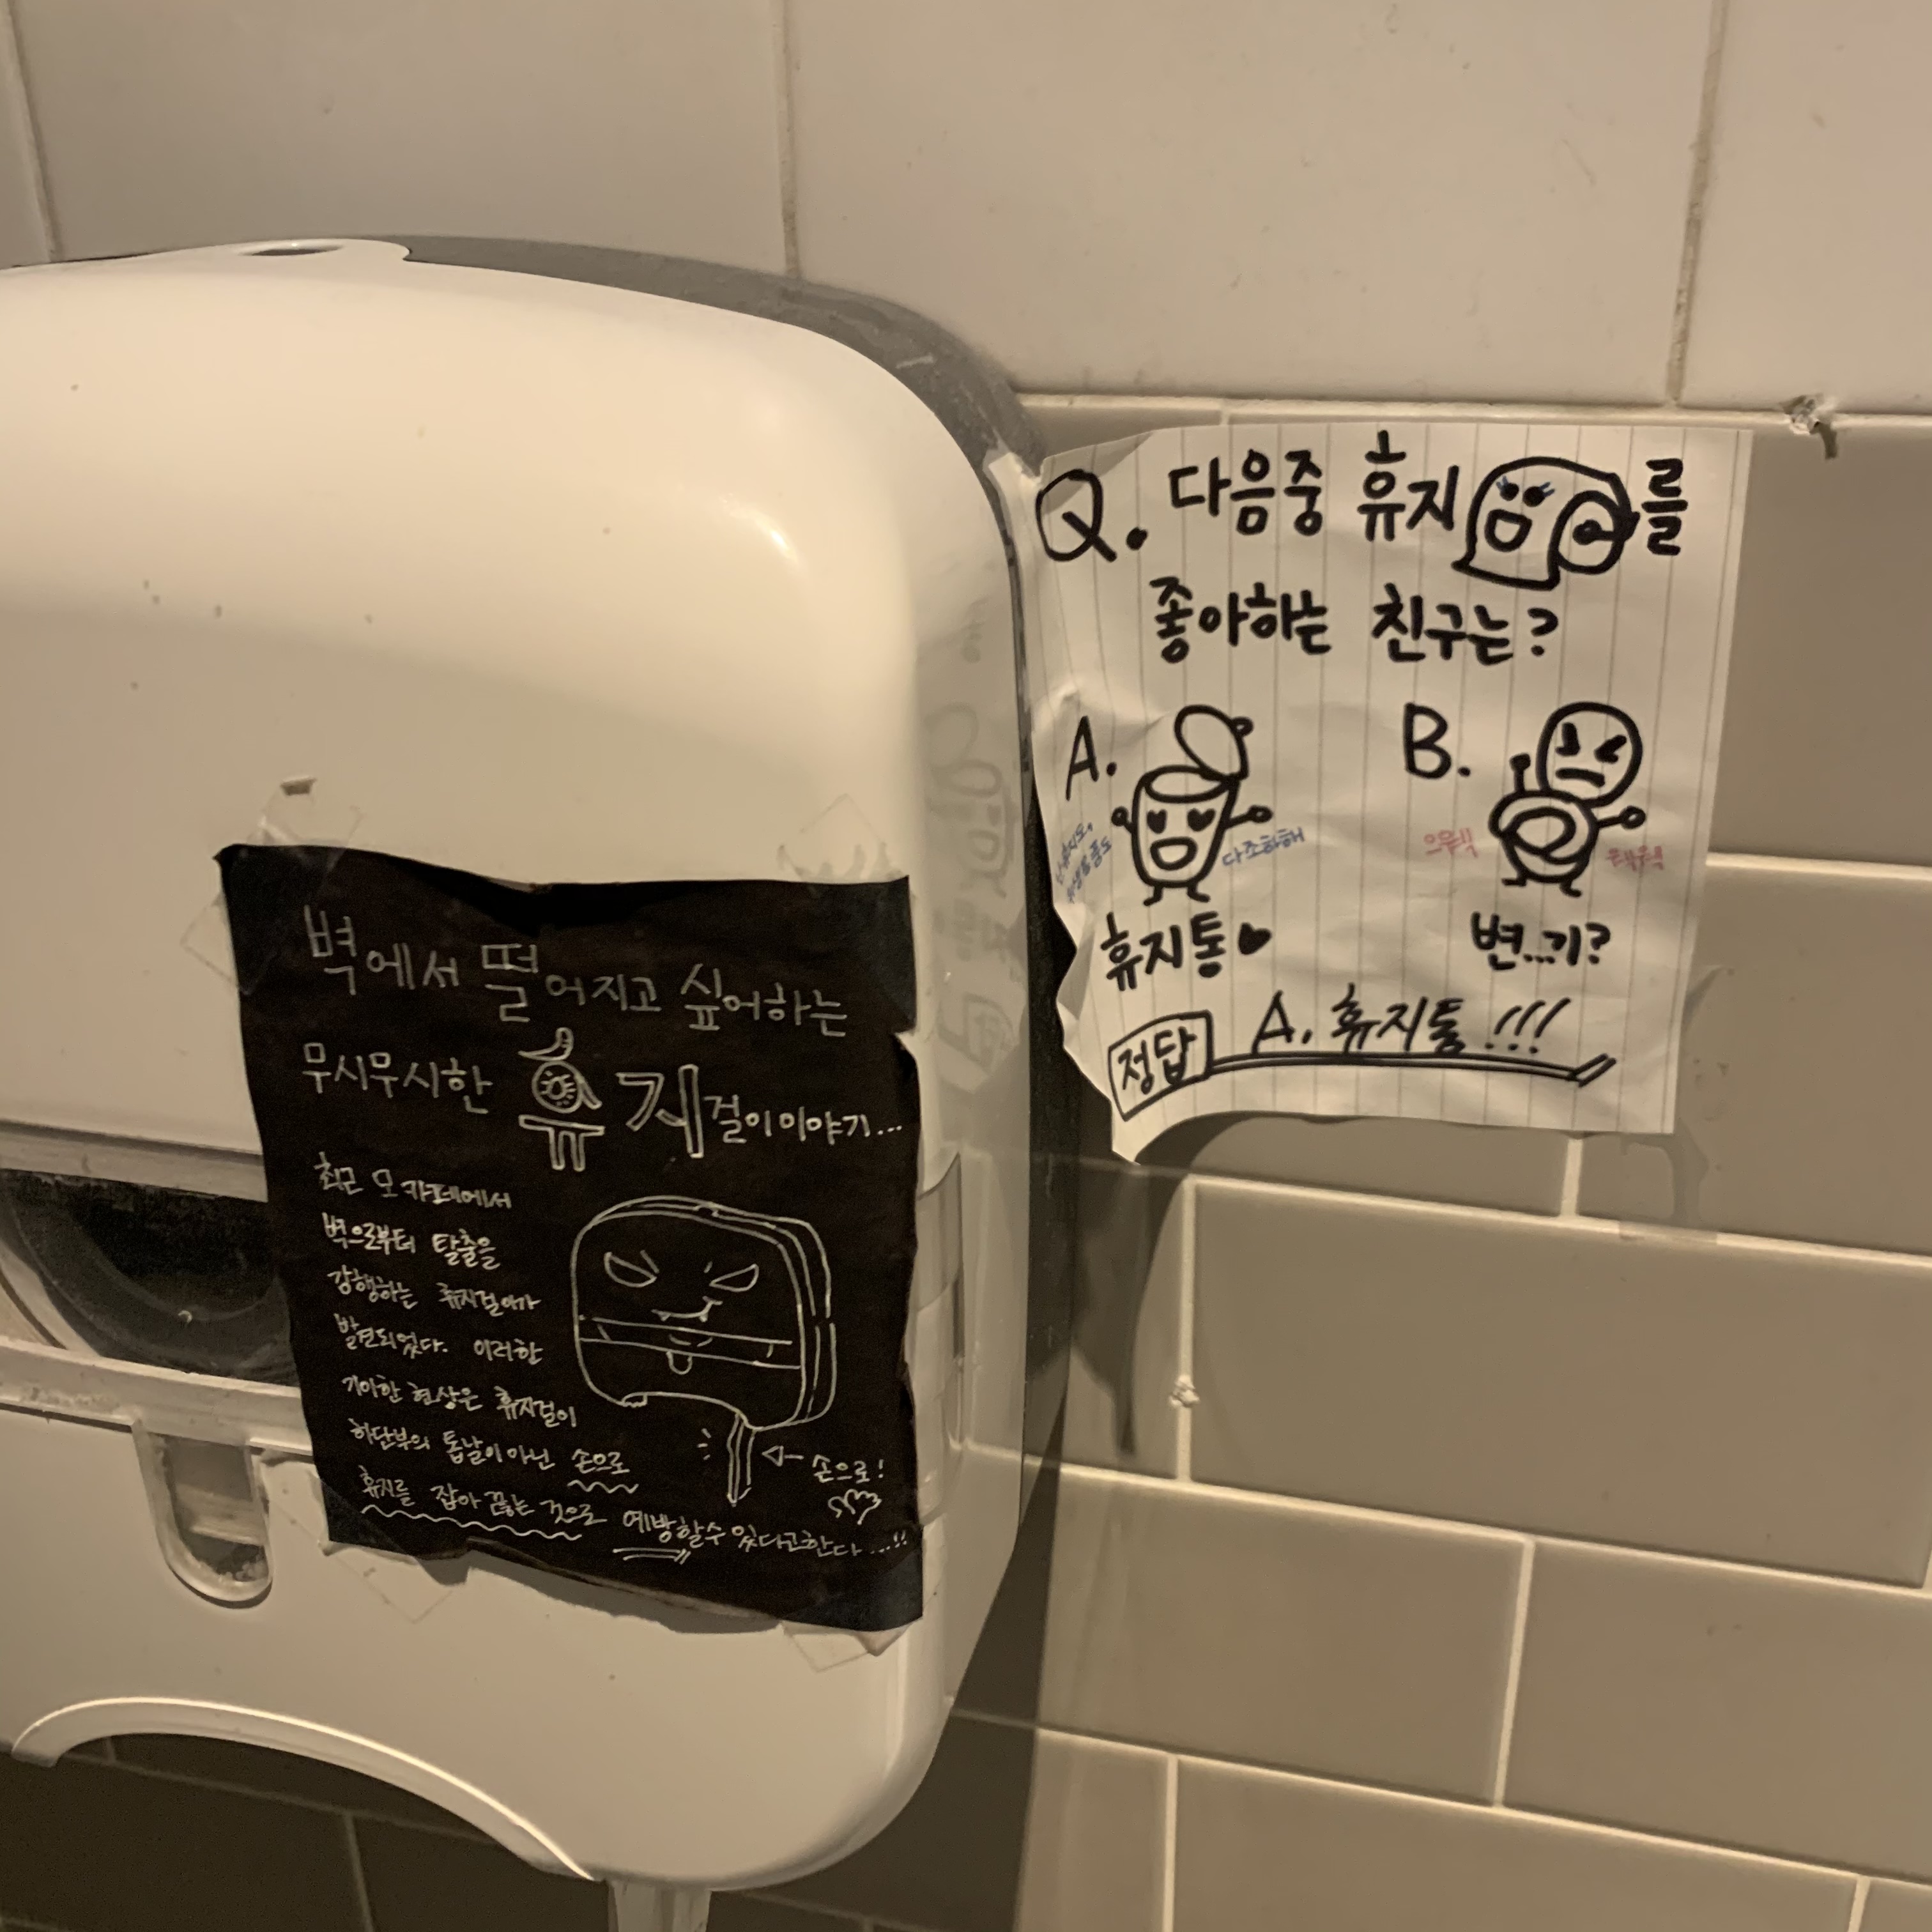 벽에서 떨어지고 싶어하는
무시무시한 휴지걸이 이야기...
최근 모 카페에서
벽으로부터 탈출을
강행하는 휴지걸이가
발견되었다. 이러한
기이한 현상은 휴지걸이
하단부의 톱날이 아닌 손으로
휴지를 잡아 끊는 것으로 예방할수 있다고한다...!!
손으로!
Q. 다음중 휴지를
좋아하는 친구는?
A.
다조하해
휴지통
B.
으웩
웩웩
변...기?
정답 A. 휴지통!!!